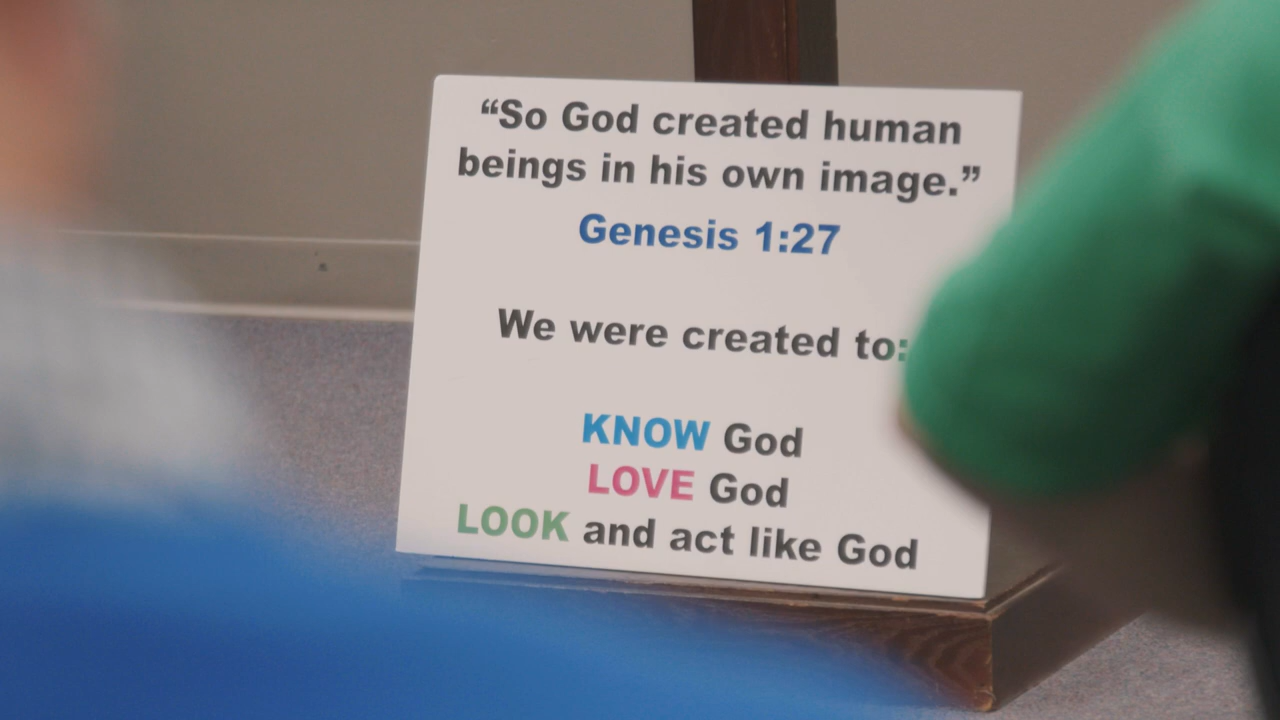 “So God created human
beings in his own image.”
Genesis 1:27
We were created to:
KNOW God
LOVE God
LOOK and act like God